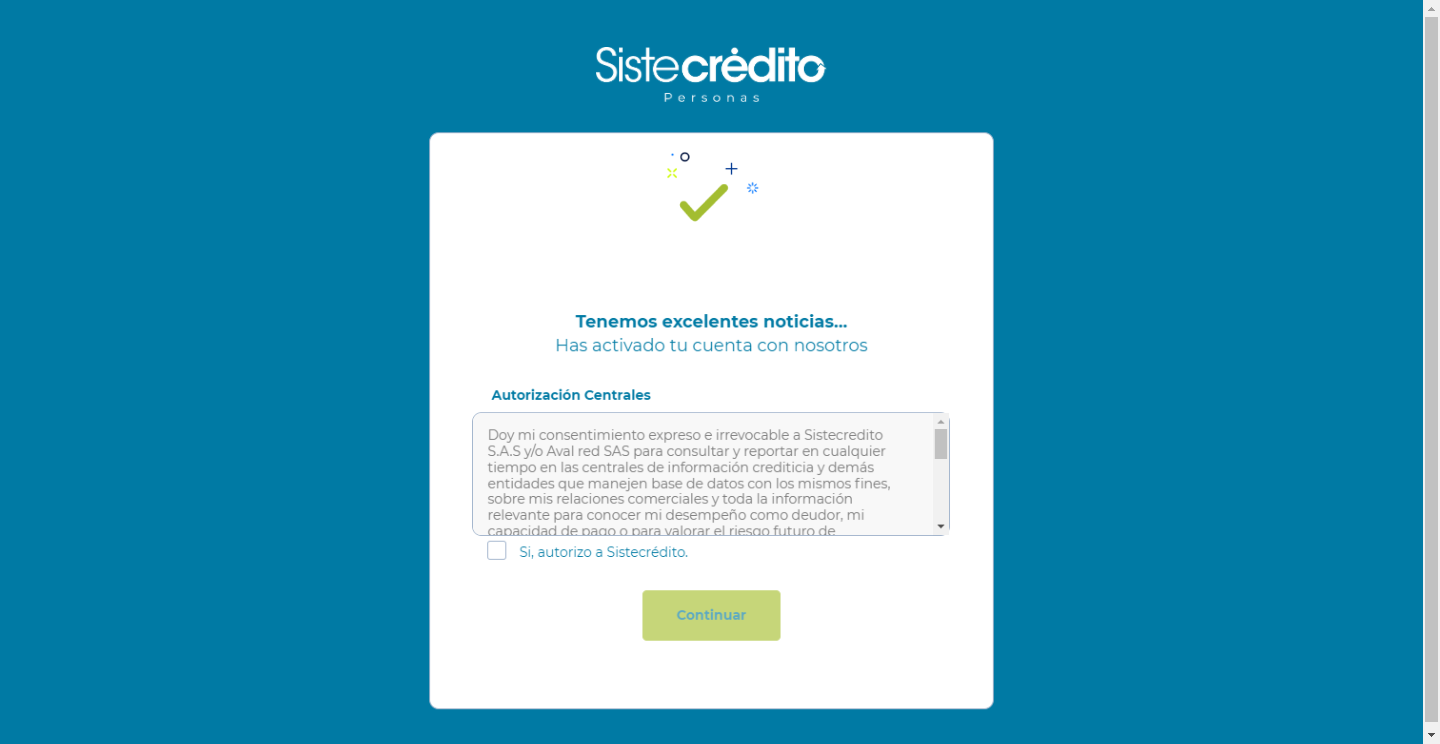 Sistecrédito
Personas
Tenemos excelentes noticias...
Has activado tu cuenta con nosotros
Autorización Centrales
Doy mi consentimiento expreso e irrevocable a Sistecredito
S.A.S y/o Aval red SAS para consultar y reportar en cualquier
tiempo en las centrales de información crediticia y demás
entidades que manejen base de datos con los mismos fines,
sobre mis relaciones comerciales y toda la información
relevante para conocer mi desempeño como deudor, mi
capacidad de pago o para valorar el riesgo futuro de
Si, autorizo a Sistecrédito.
Continuar